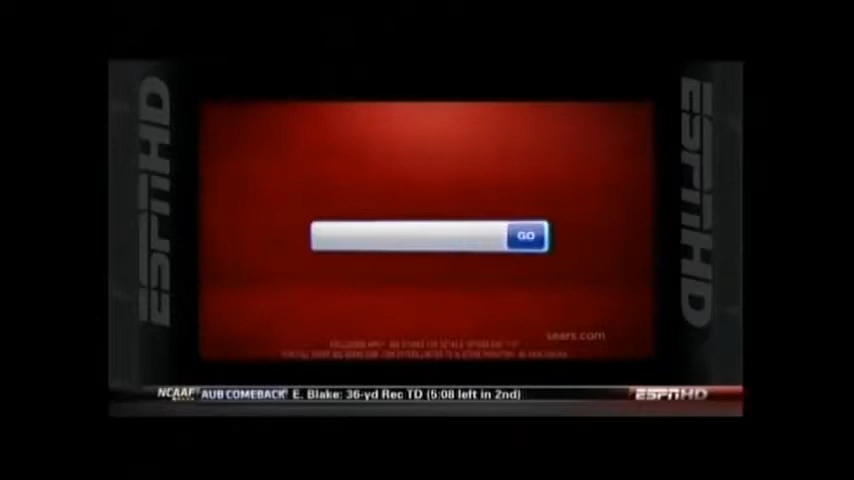 ESPNHD
ESPNHD
GO
sears.com
NCAAF AUB COMEBACK E. Blake: 36-yd Rec TD (5:08 left in 2nd) ESPNHD